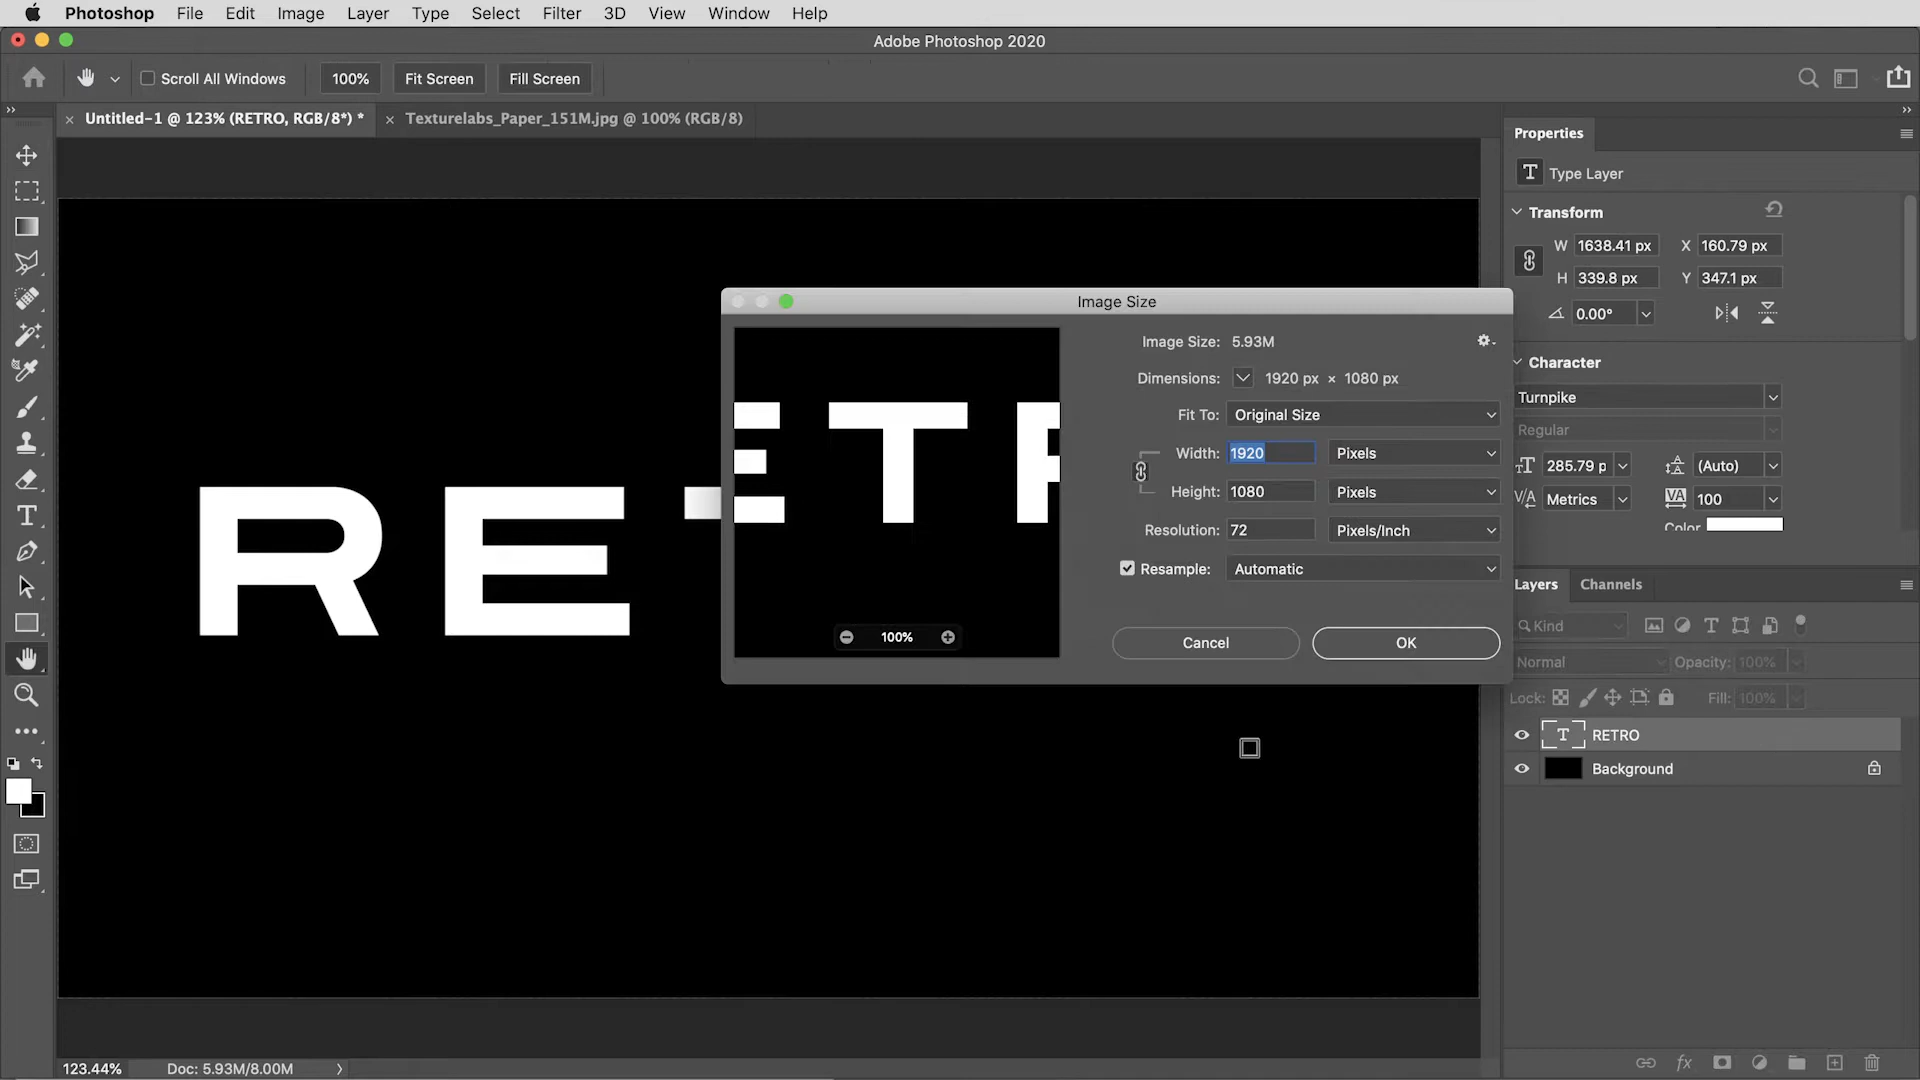 Photoshop File Edit Image Layer Type Select Filter 3D View Window Help
Adobe Photoshop 2020
Scroll All Windows 100% Fit Screen Fill Screen
Untitled-1 @ 123% (RETRO, RGB/8*) * Texturelabs_Paper_151M.jpg @ 100% (RGB/8)
Properties
T Type Layer
Transform
W 1638.41 px X 160.79 px
H 339.8 px Y 347.1 px
0.00°
Character
Turnpike
Regular
285.79 p (Auto)
Metrics 100
Color
RE
Image Size
ETR
100%
Image Size: 5.93M
Dimensions: 1920 px × 1080 px
Fit To: Original Size
Width: 1920 Pixels
Height: 1080 Pixels
Resolution: 72 Pixels/Inch
Resample: Automatic
Cancel OK
Layers Channels
Kind
Normal Opacity: 100%
Lock: Fill: 100%
T RETRO
Background
fx
123.44% Doc: 5.93M/8.00M